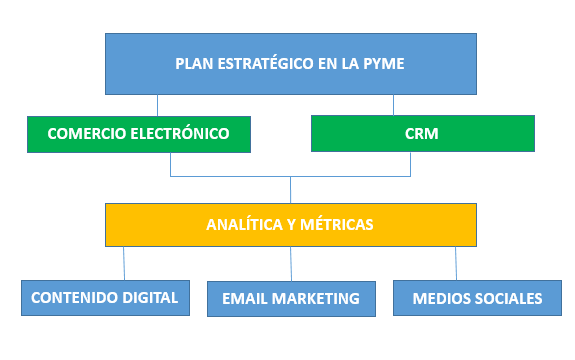 PLAN ESTRATÉGICO EN LA PYME
COMERCIO ELECTRÓNICO
CRM
ANALÍTICA Y MÉTRICAS
CONTENIDO DIGITAL
EMAIL MARKETING
MEDIOS SOCIALES